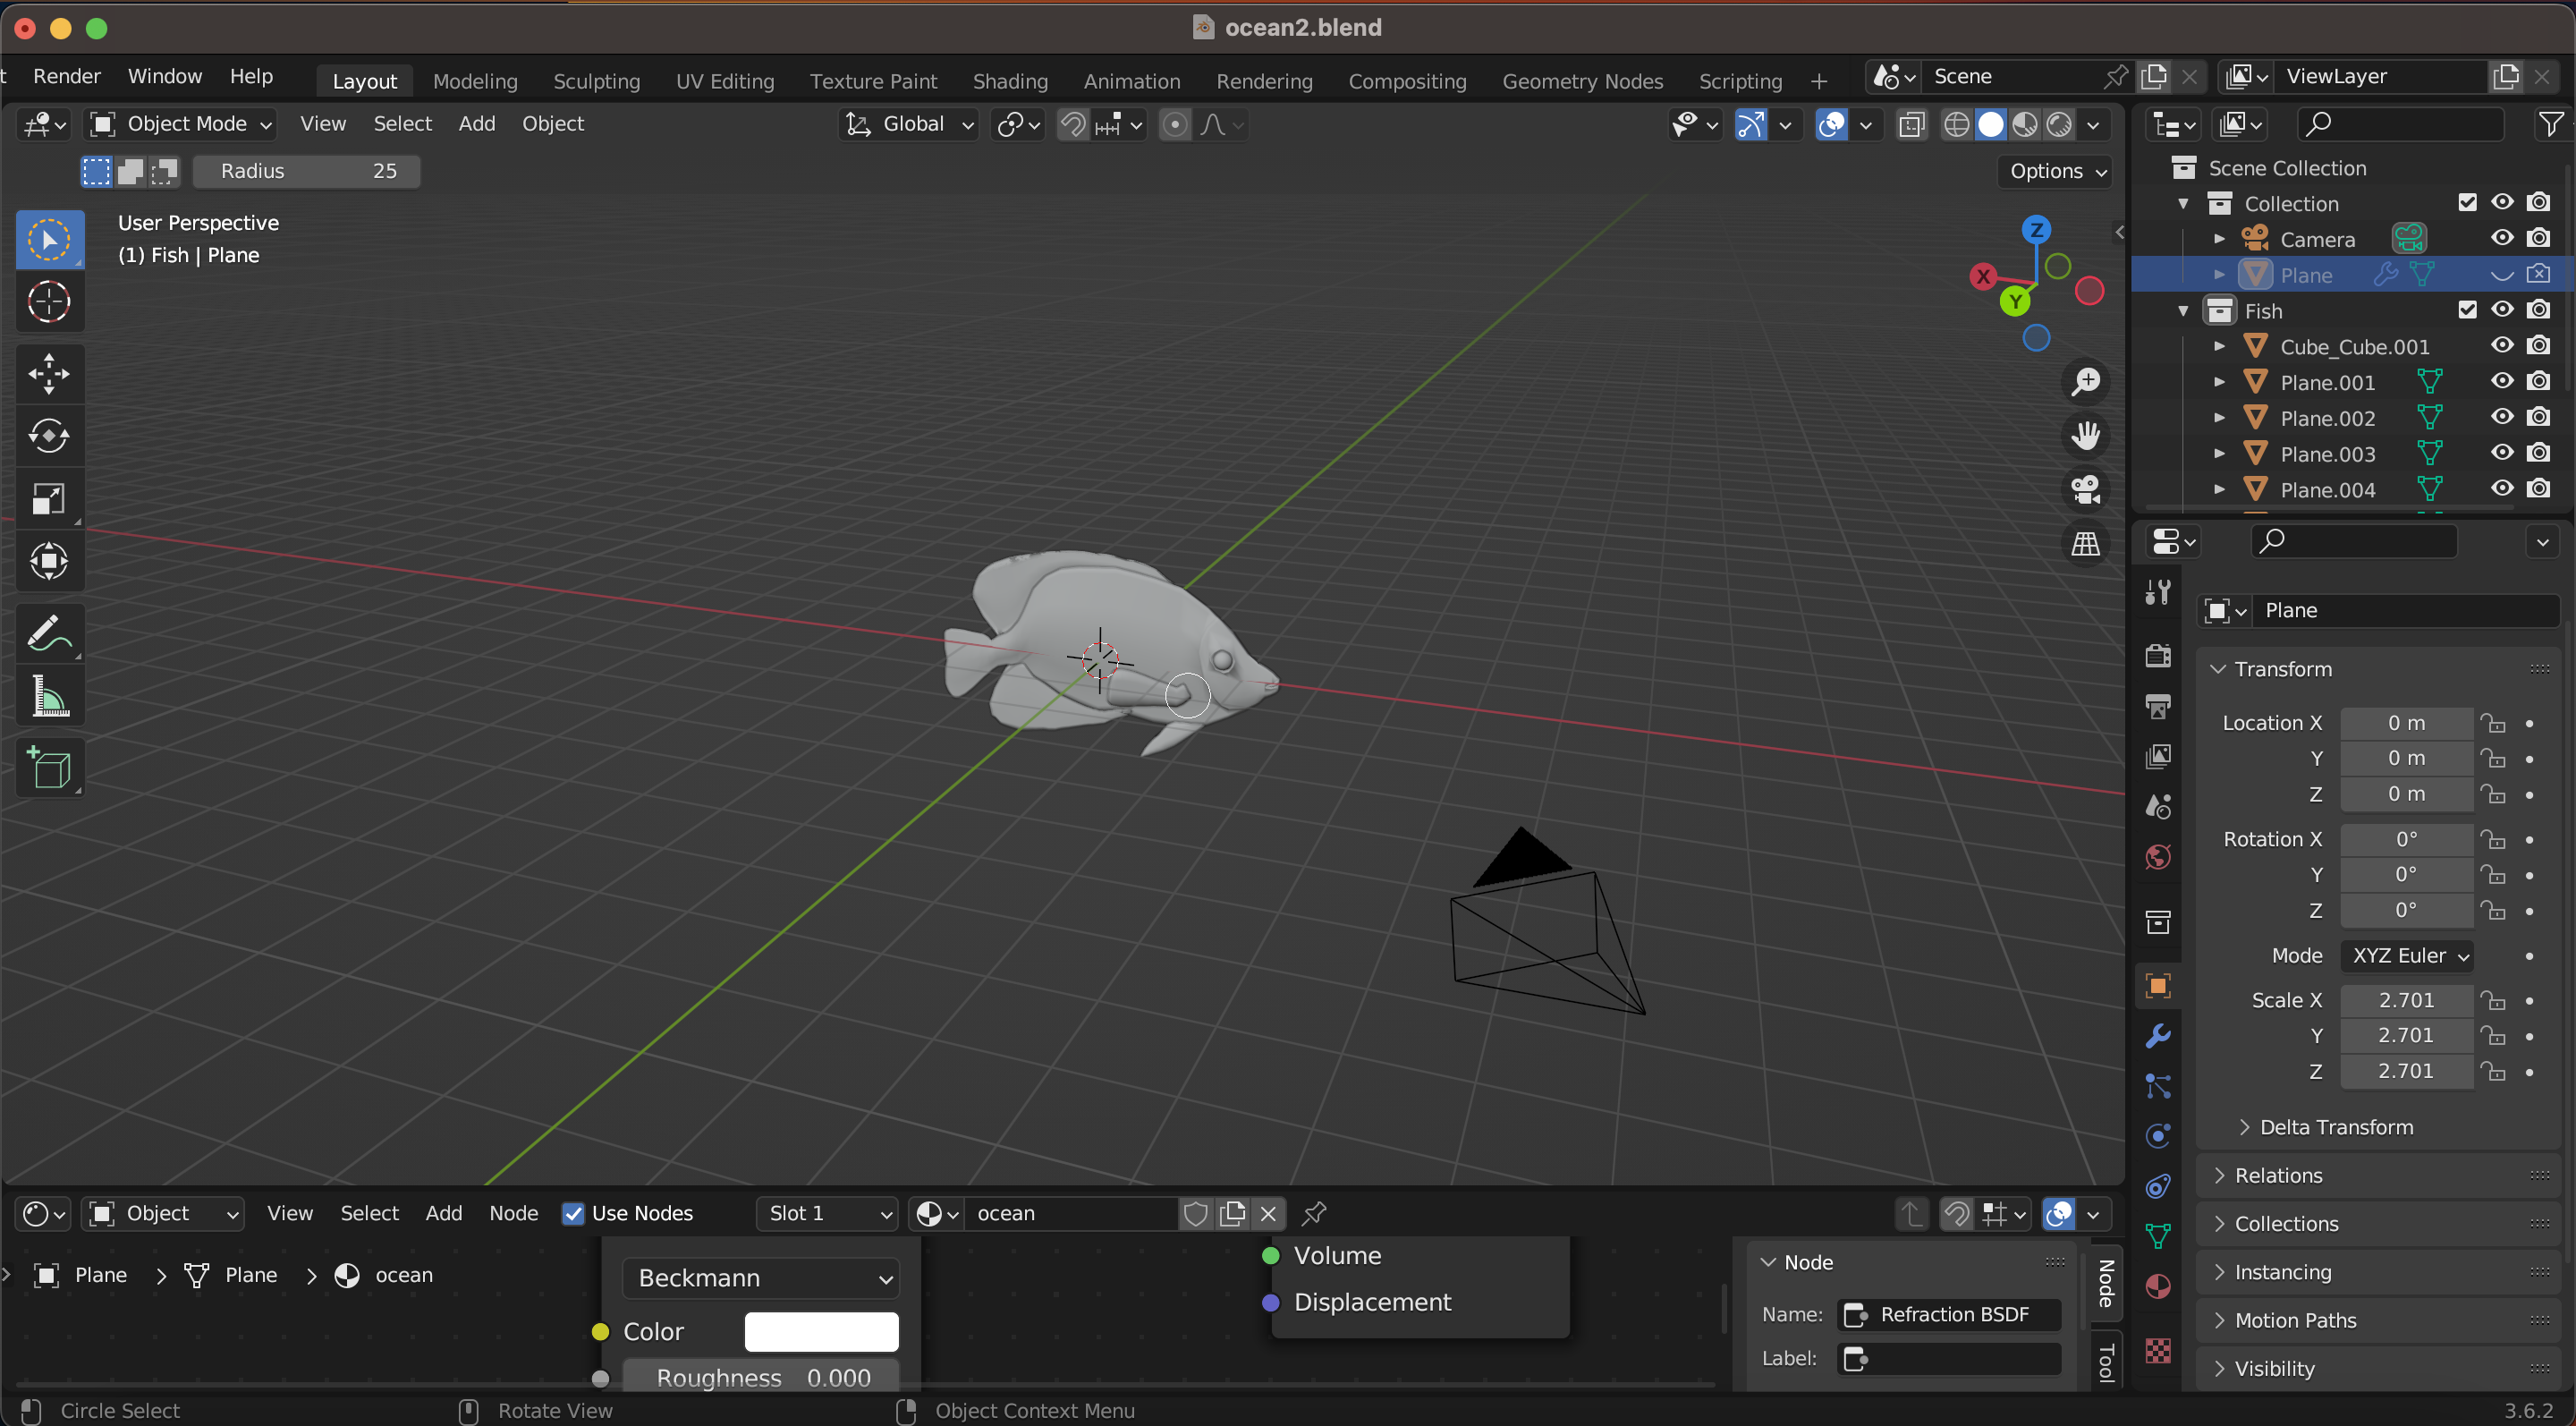 ocean2.blend
t Render Window Help
Layout Modeling Sculpting UV Editing Texture Paint Shading Animation Rendering Compositing Geometry Nodes Scripting +
Scene ViewLayer
Object Mode View Select Add Object
Global
Radius 25
Options
User Perspective
(1) Fish | Plane
Z
X
Y
Scene Collection
Collection
Camera
Plane
Fish
Cube_Cube.001
Plane.001
Plane.002
Plane.003
Plane.004
Plane
Transform
Location X 0 m
Y 0 m
Z 0 m
Rotation X 0°
Y 0°
Z 0°
Mode XYZ Euler
Scale X 2.701
Y 2.701
Z 2.701
Delta Transform
Relations
Collections
Instancing
Motion Paths
Visibility
Object View Select Add Node Use Nodes Slot 1 ocean
Plane > Plane > ocean
Beckmann
Color
Roughness 0.000
Volume
Displacement
Node
Name: Refraction BSDF
Label:
Node
Tool
Circle Select Rotate View Object Context Menu 3.6.2